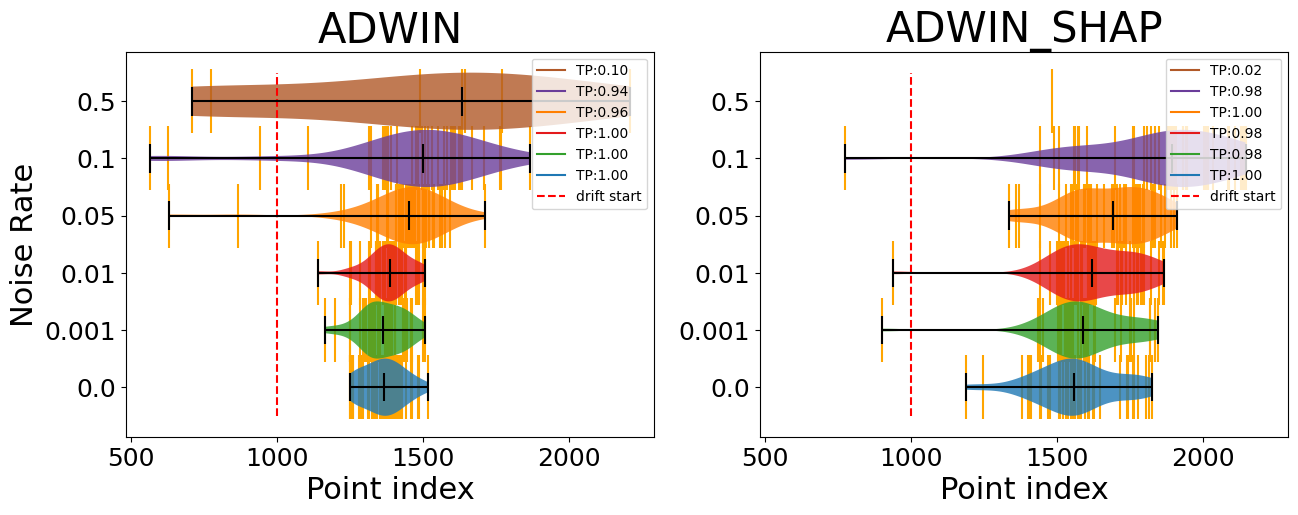 ADWIN
Noise Rate
0.5
0.1
0.05
0.01
0.001
0.0
TP:0.10
TP:0.94
TP:0.96
TP:1.00
TP:1.00
TP:1.00
drift start
500
1000
1500
2000
Point index
ADWIN_SHAP
0.5
0.1
0.05
0.01
0.001
0.0
TP:0.02
TP:0.98
TP:1.00
TP:0.98
TP:0.98
TP:1.00
drift start
500
1000
1500
2000
Point index